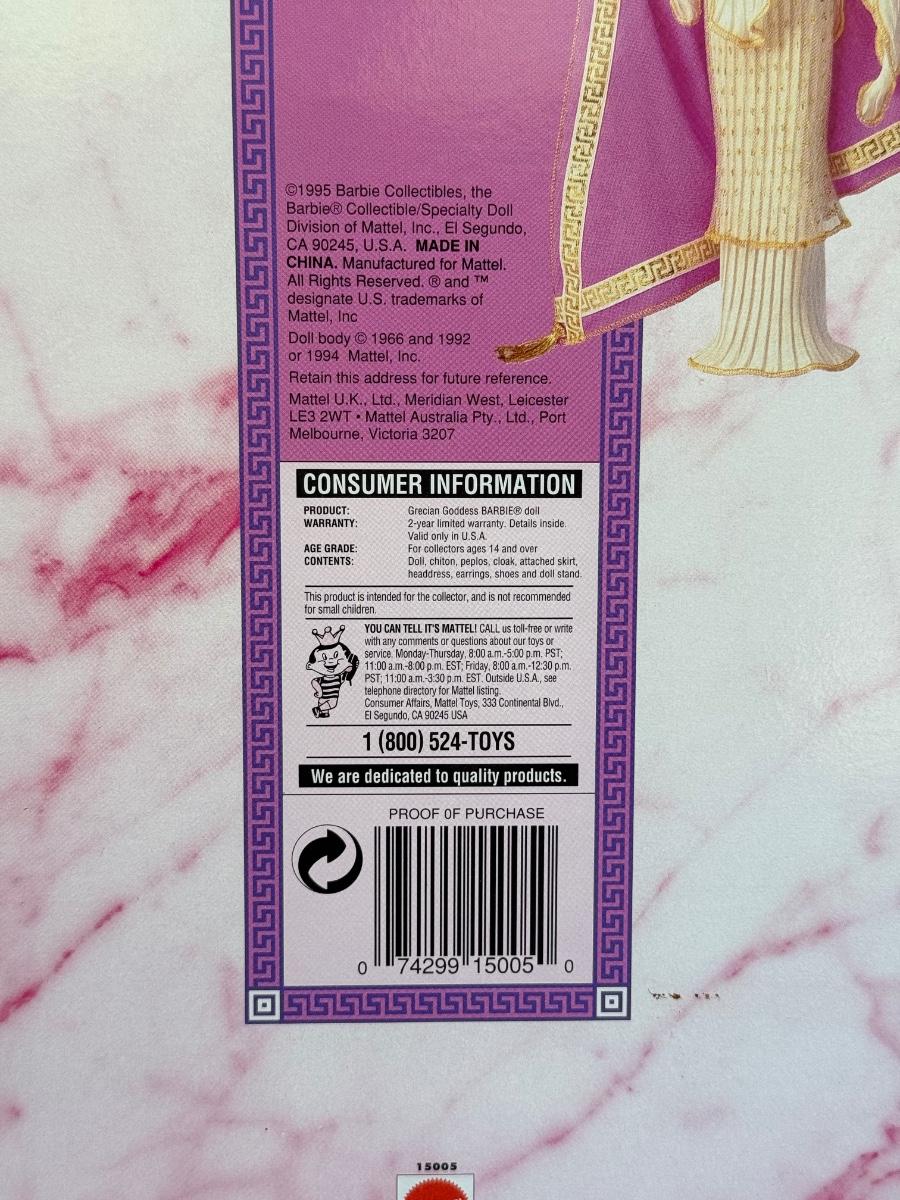 ©1995 Barbie Collectibles, the
Barbie® Collectible/Specialty Doll
Division of Mattel, Inc., El Segundo,
CA 90245, U.S.A. MADE IN
CHINA. Manufactured for Mattel.
All Rights Reserved. ® and ™
designate U.S. trademarks of
Mattel, Inc
Doll body © 1966 and 1992
or 1994 Mattel, Inc.
Retain this address for future reference.
Mattel U.K., Ltd., Meridian West, Leicester
LE3 2WT • Mattel Australia Pty., Ltd., Port
Melbourne, Victoria 3207
CONSUMER INFORMATION
PRODUCT: Grecian Goddess BARBIE® doll
WARRANTY: 2-year limited warranty. Details inside.
Valid only in U.S.A.
AGE GRADE: For collectors ages 14 and over
CONTENTS: Doll, chiton, peplos, cloak, attached skirt,
headdress, earrings, shoes and doll stand.
This product is intended for the collector, and is not recommended
for small children.
YOU CAN TELL IT'S MATTEL! CALL us toll-free or write
with any comments or questions about our toys or
service. Monday-Thursday, 8:00 a.m.-5:00 p.m. PST;
11:00 a.m.-8:00 p.m. EST; Friday, 8:00 a.m.-12:30 p.m.
PST; 11:00 a.m.-3:30 p.m. EST. Outside U.S.A., see
telephone directory for Mattel listing.
Consumer Affairs, Mattel Toys, 333 Continental Blvd.,
El Segundo, CA 90245 USA
1 (800) 524-TOYS
We are dedicated to quality products.
PROOF OF PURCHASE
0 74299 15005 0
15005